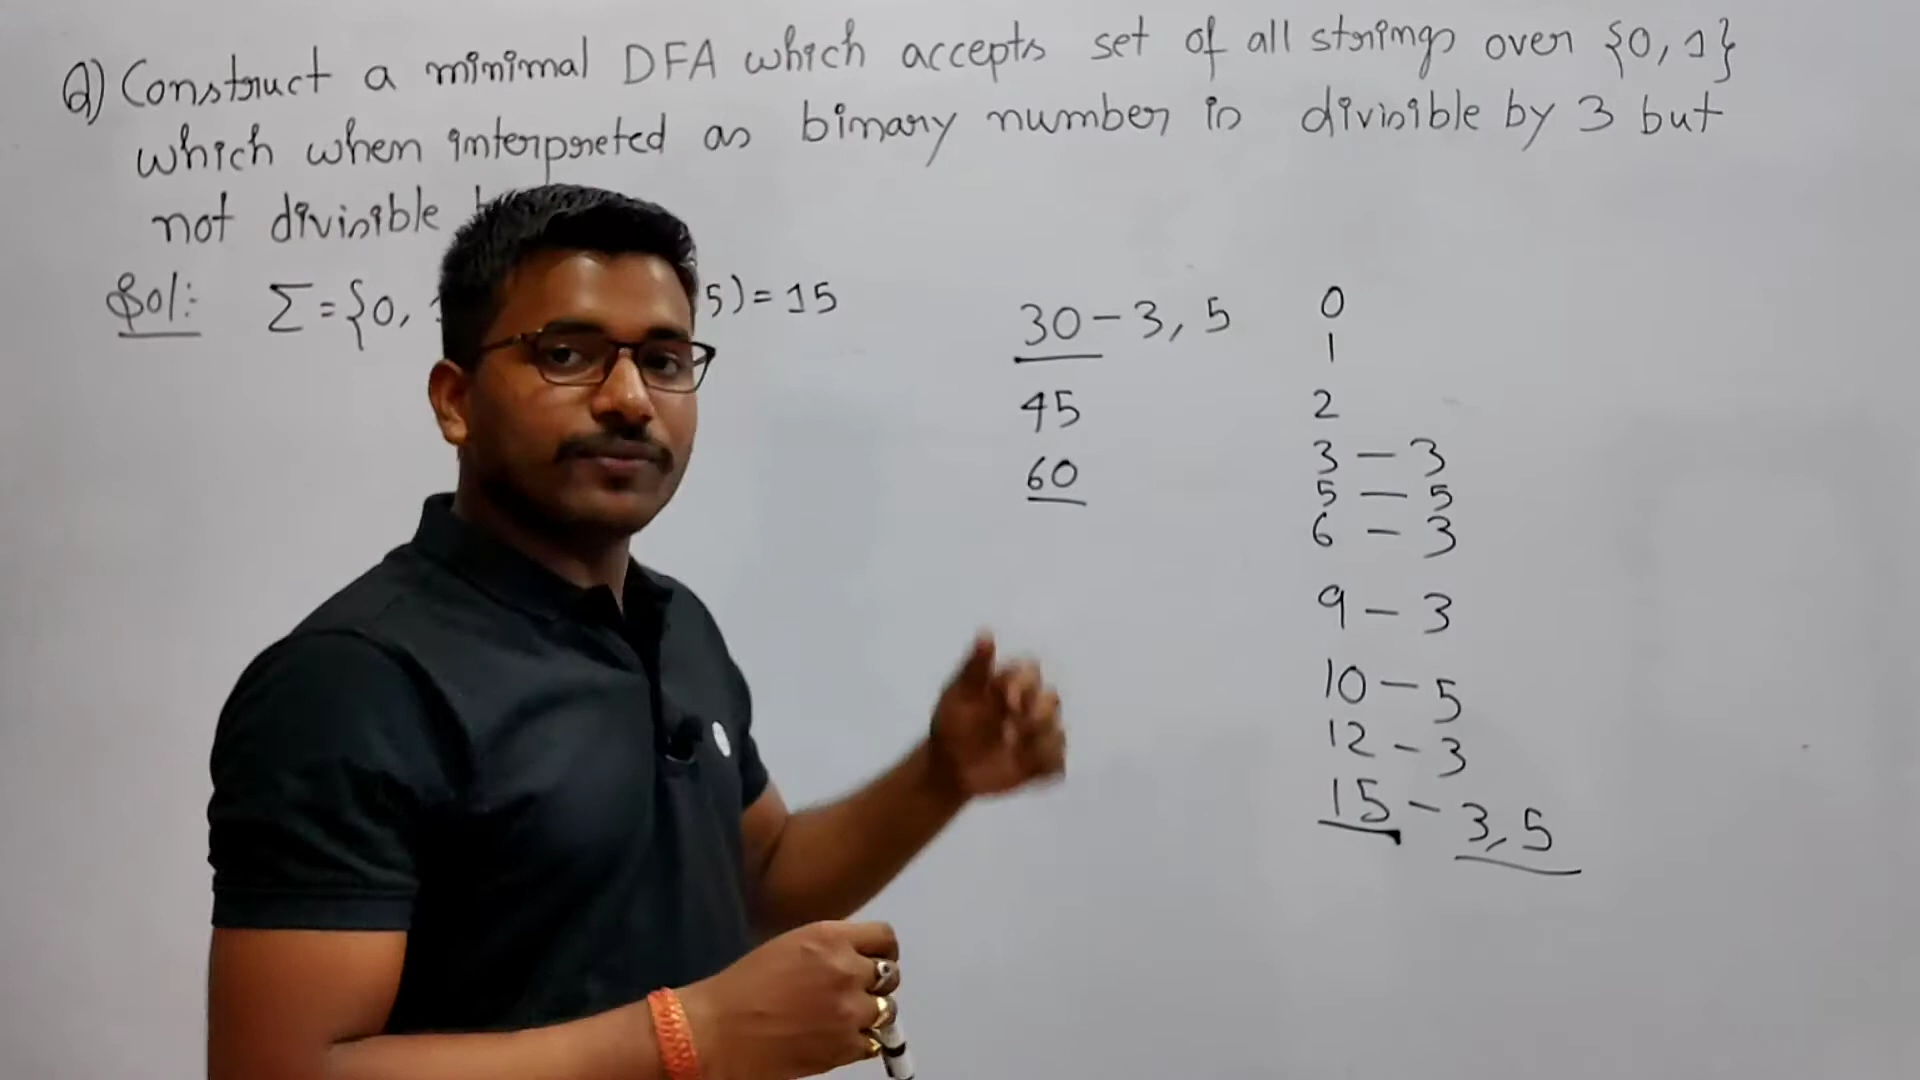 Q) Construct a minimal DFA which accepts set of all strings over {0, 1}
which when interpreted as binary number is divisible by 3 but
not divisible
Sol: Σ = {0, 5) = 15
30 - 3, 5
45
60
0
1
2
3 - 3
5 - 5
6 - 3
9 - 3
10 - 5
12 - 3
15 - 3, 5